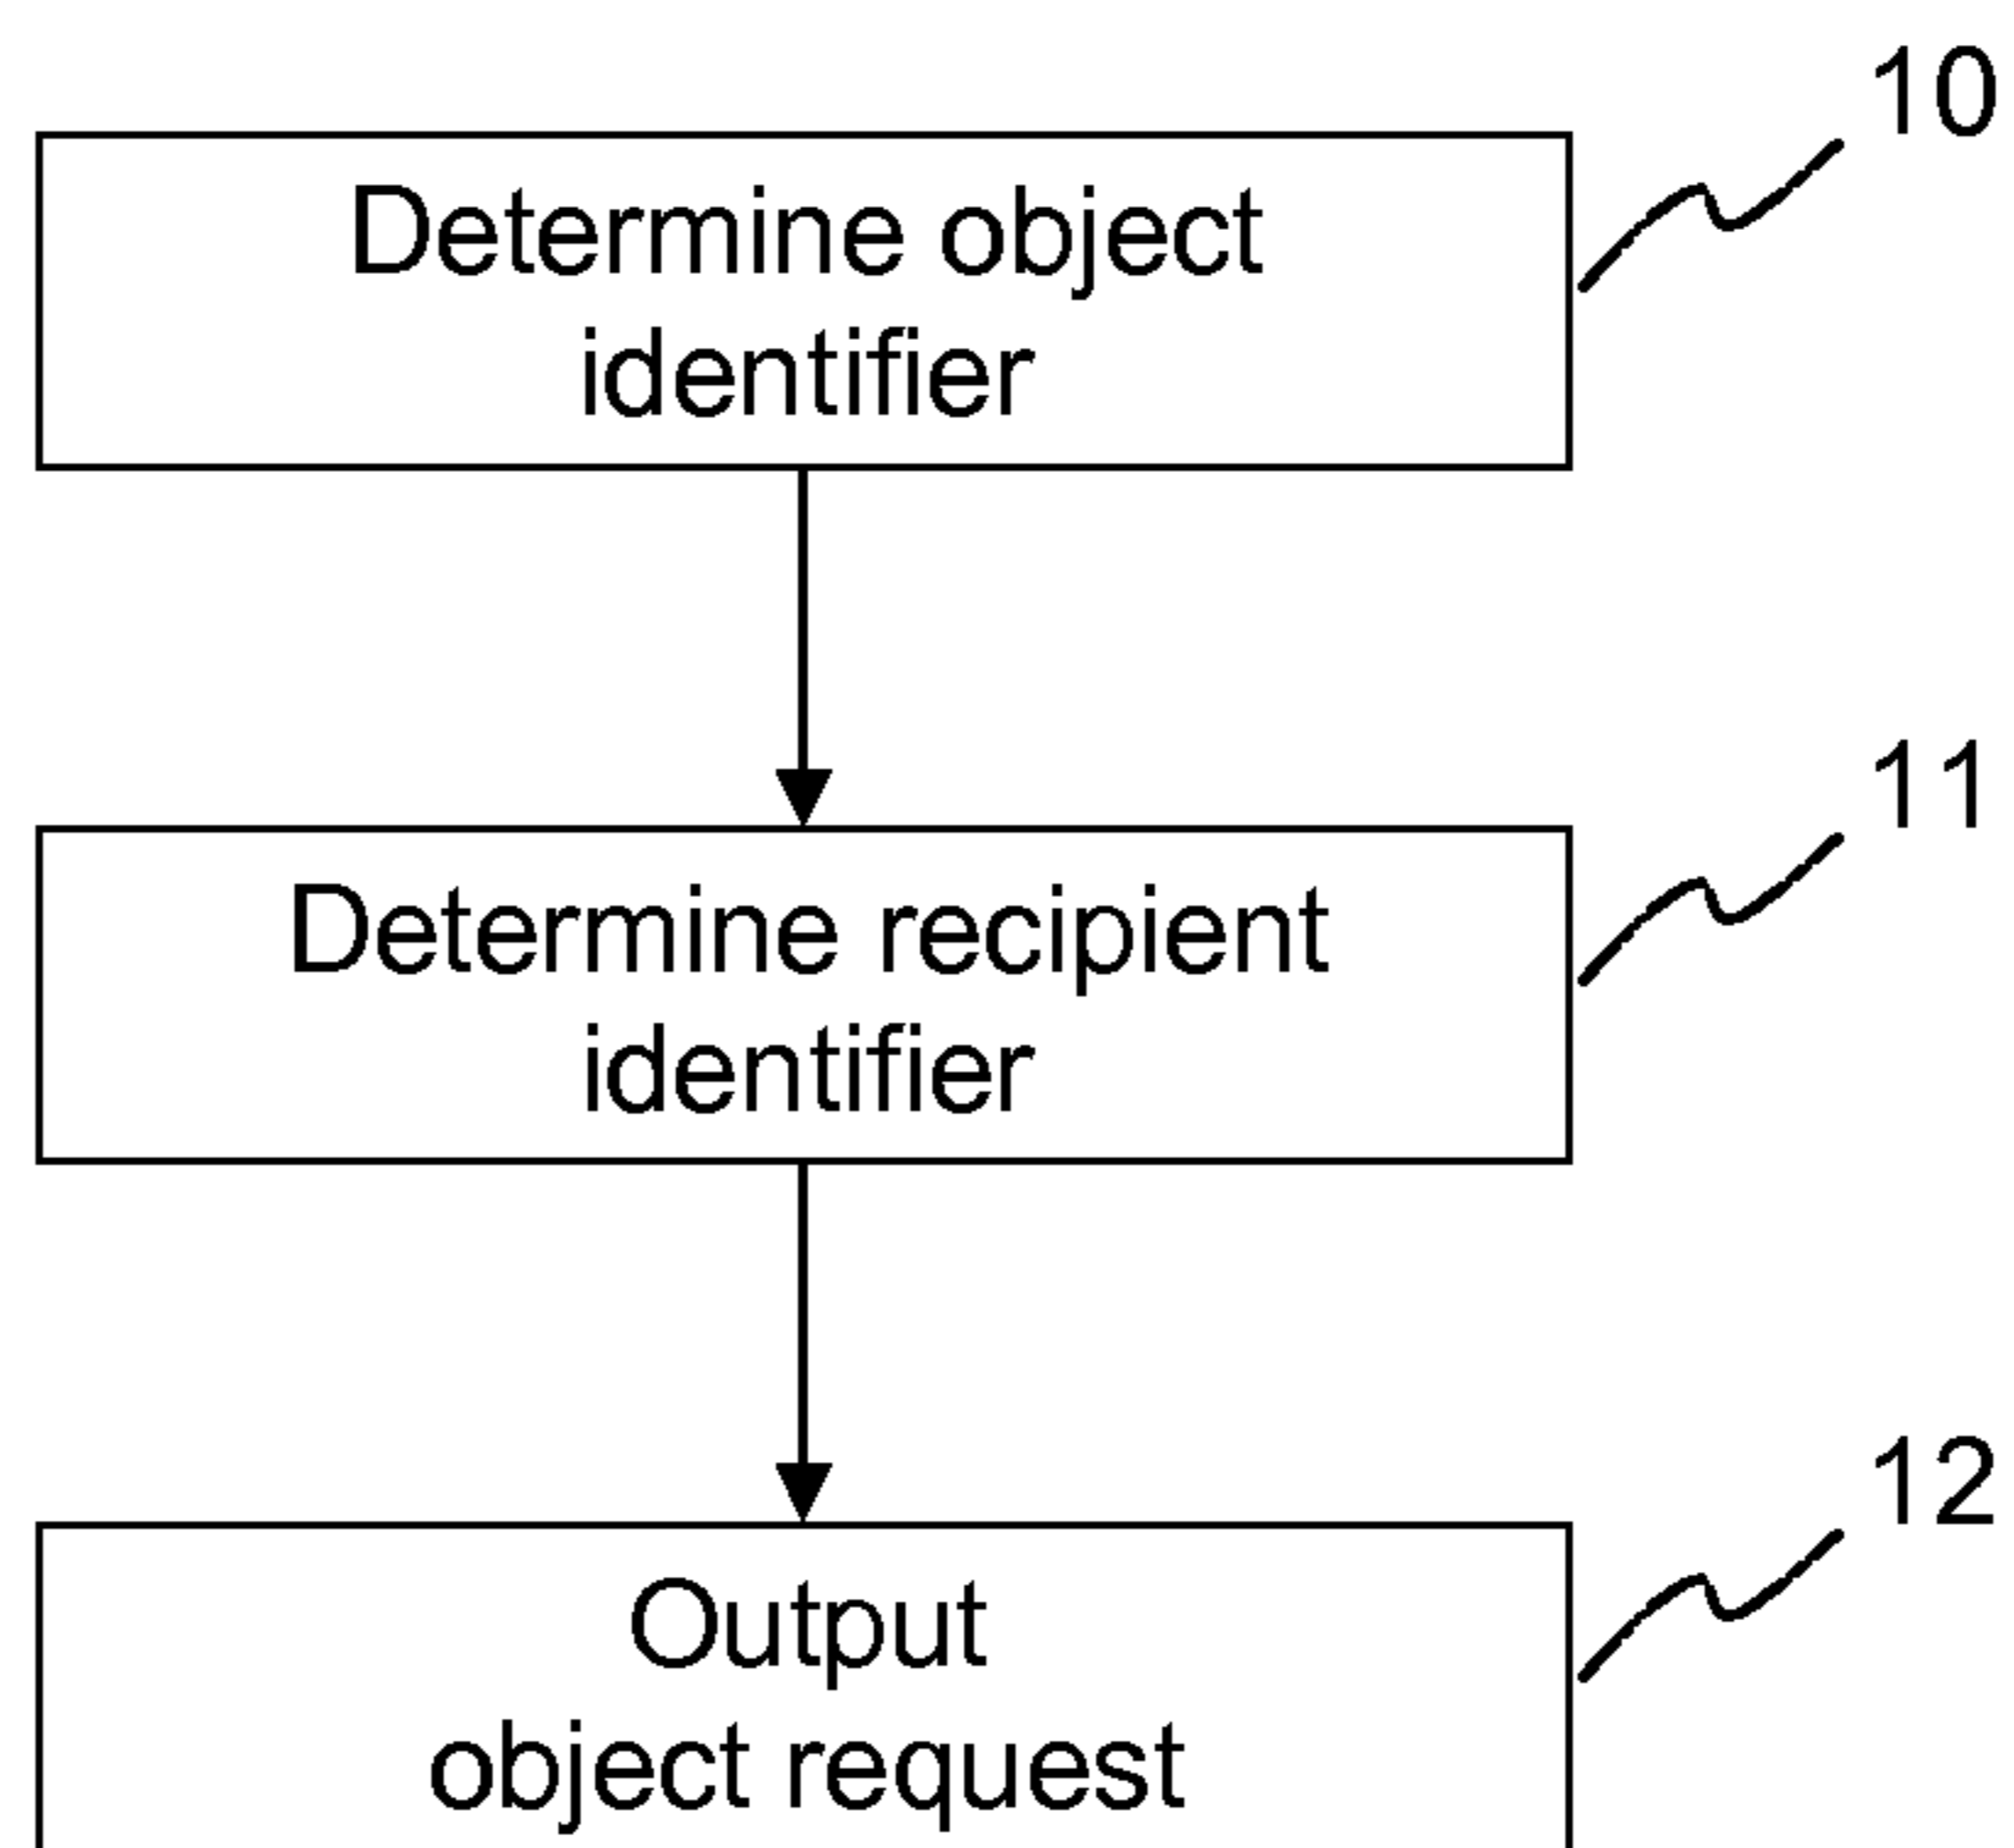 10
Determine object
identifier
11
Determine recipient
identifier
12
Output
object request